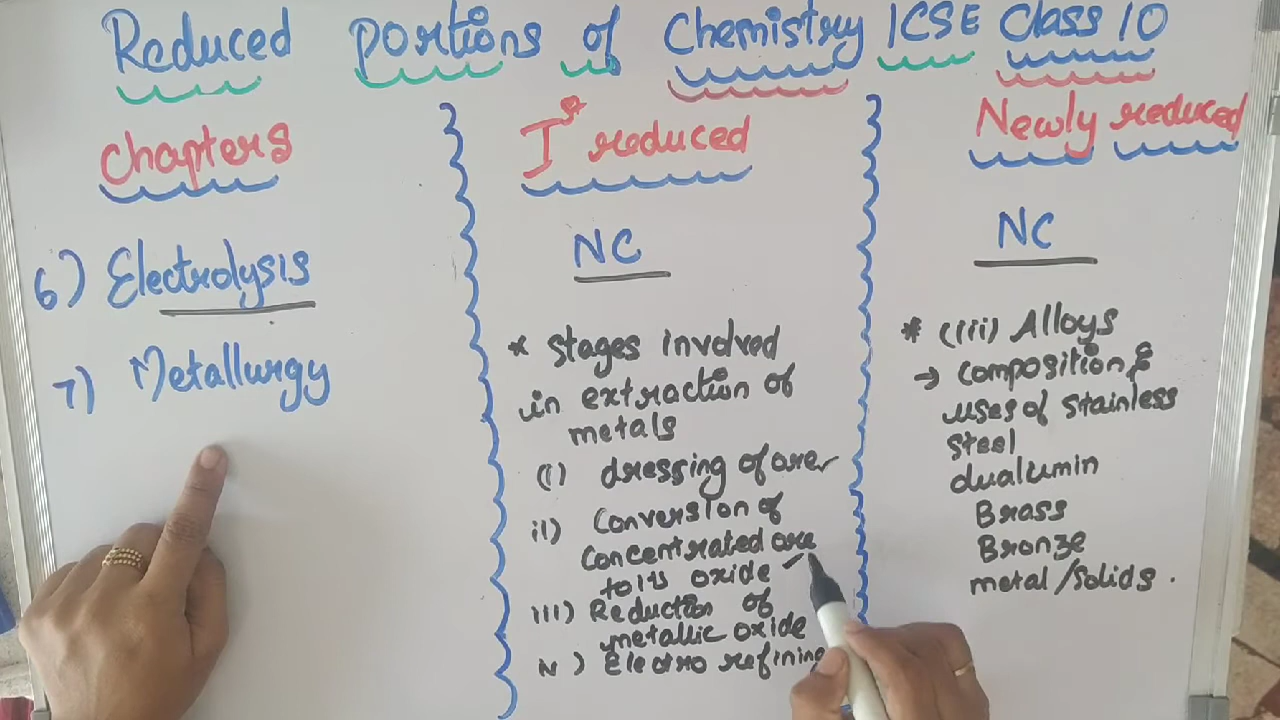 Reduced portions of Chemistry ICSE Class 10
Chapters
Ist reduced
Newly reduced
6) Electrolysis
NC
NC
7) Metallurgy
* stages involved
in extraction of
metals
(i) dressing of ore
ii) Conversion of
concentrated ore
to its oxide
iii) Reduction of
metallic oxide
iv) Electro refining
* (iii) Alloys
→ composition &
uses of stainless
steel
dualumin
Brass
Bronze
metal/solids.